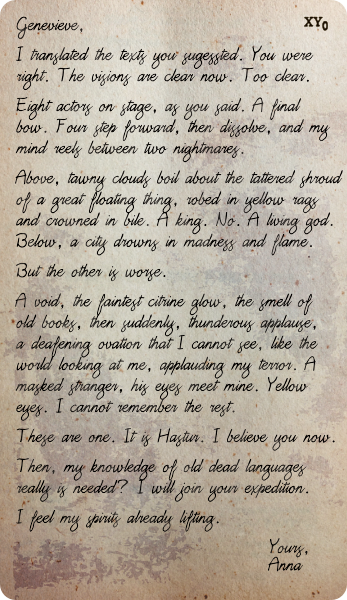 Genevieve,
XY0
I translated the texts you sugessted. You were
right. The visions are clear now. Too clear.
Eight actors on stage, as you said. A final
bow. Four step forward, then dissolve, and my
mind reels between two nightmares.
Above, tawny clouds boil about the tattered shroud
of a great floating thing, robed in yellow rags
and crowned in bile. A king. No. A living god.
Below, a city drowns in madness and flame.
But the other is worse.
A void, the faintest citrine glow, the smell of
old books, then suddenly, thunderous applause,
a deafening ovation that I cannot see, like the
world looking at me, applauding my terror. A
masked stranger, his eyes meet mine. Yellow
eyes. I cannot remember the rest.
These are one. It is Hastur. I believe you now.
Then, my knowledge of old dead languages
really is needed? I will join your expedition.
I feel my spirits already lifting.
Yours,
Anna